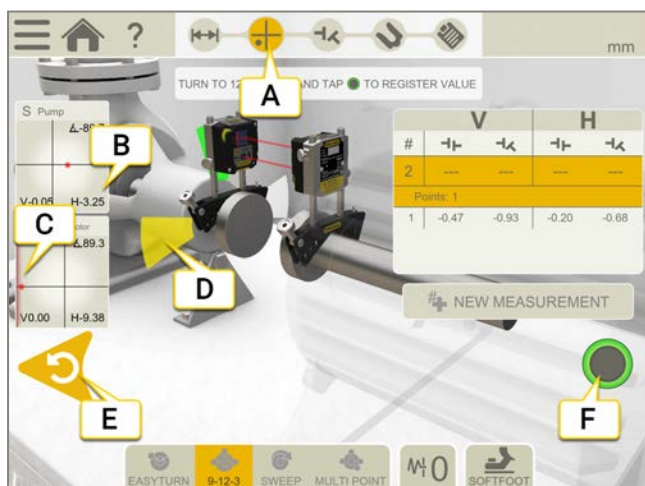 ?
mm
TURN TO 12 AND TAP TO REGISTER VALUE
A
S Pump
B
V-0.05 H-3.25
C
89.3
V0.00 H-9.38
D
V H
#
2 --- --- --- ---
Points: 1
1 -0.47 -0.93 -0.20 -0.68
NEW MEASUREMENT
E
F
EASYTURN 9-12-3 SWEEP MULTI POINT
0
SOFTFOOT